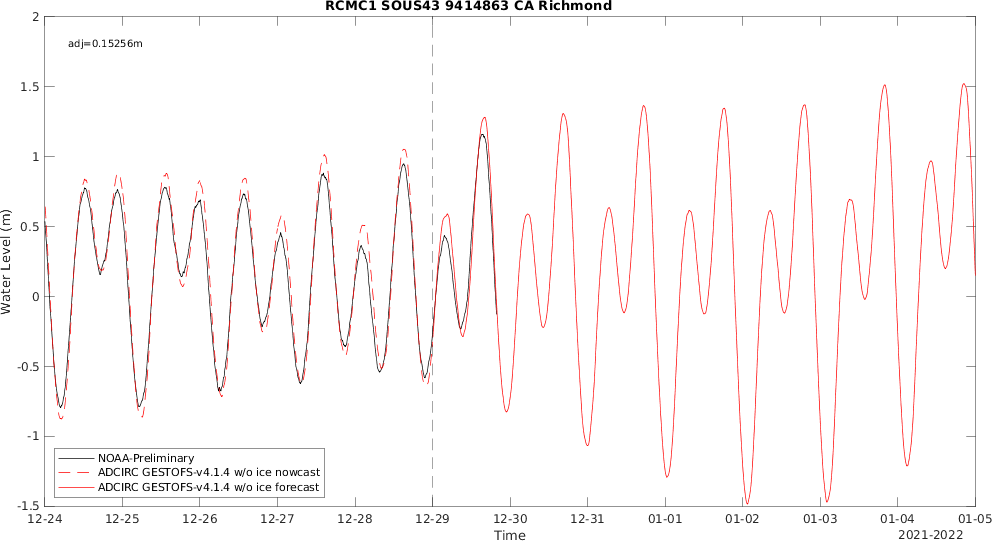 RCMC1 SOUS43 9414863 CA Richmond
adj=0.15256m
Water Level (m)
2
1.5
1
0.5
0
-0.5
-1
-1.5
NOAA-Preliminary
ADCIRC GESTOFS-v4.1.4 w/o ice nowcast
ADCIRC GESTOFS-v4.1.4 w/o ice forecast
12-24 12-25 12-26 12-27 12-28 12-29 12-30 12-31 01-01 01-02 01-03 01-04 01-05
Time
2021-2022